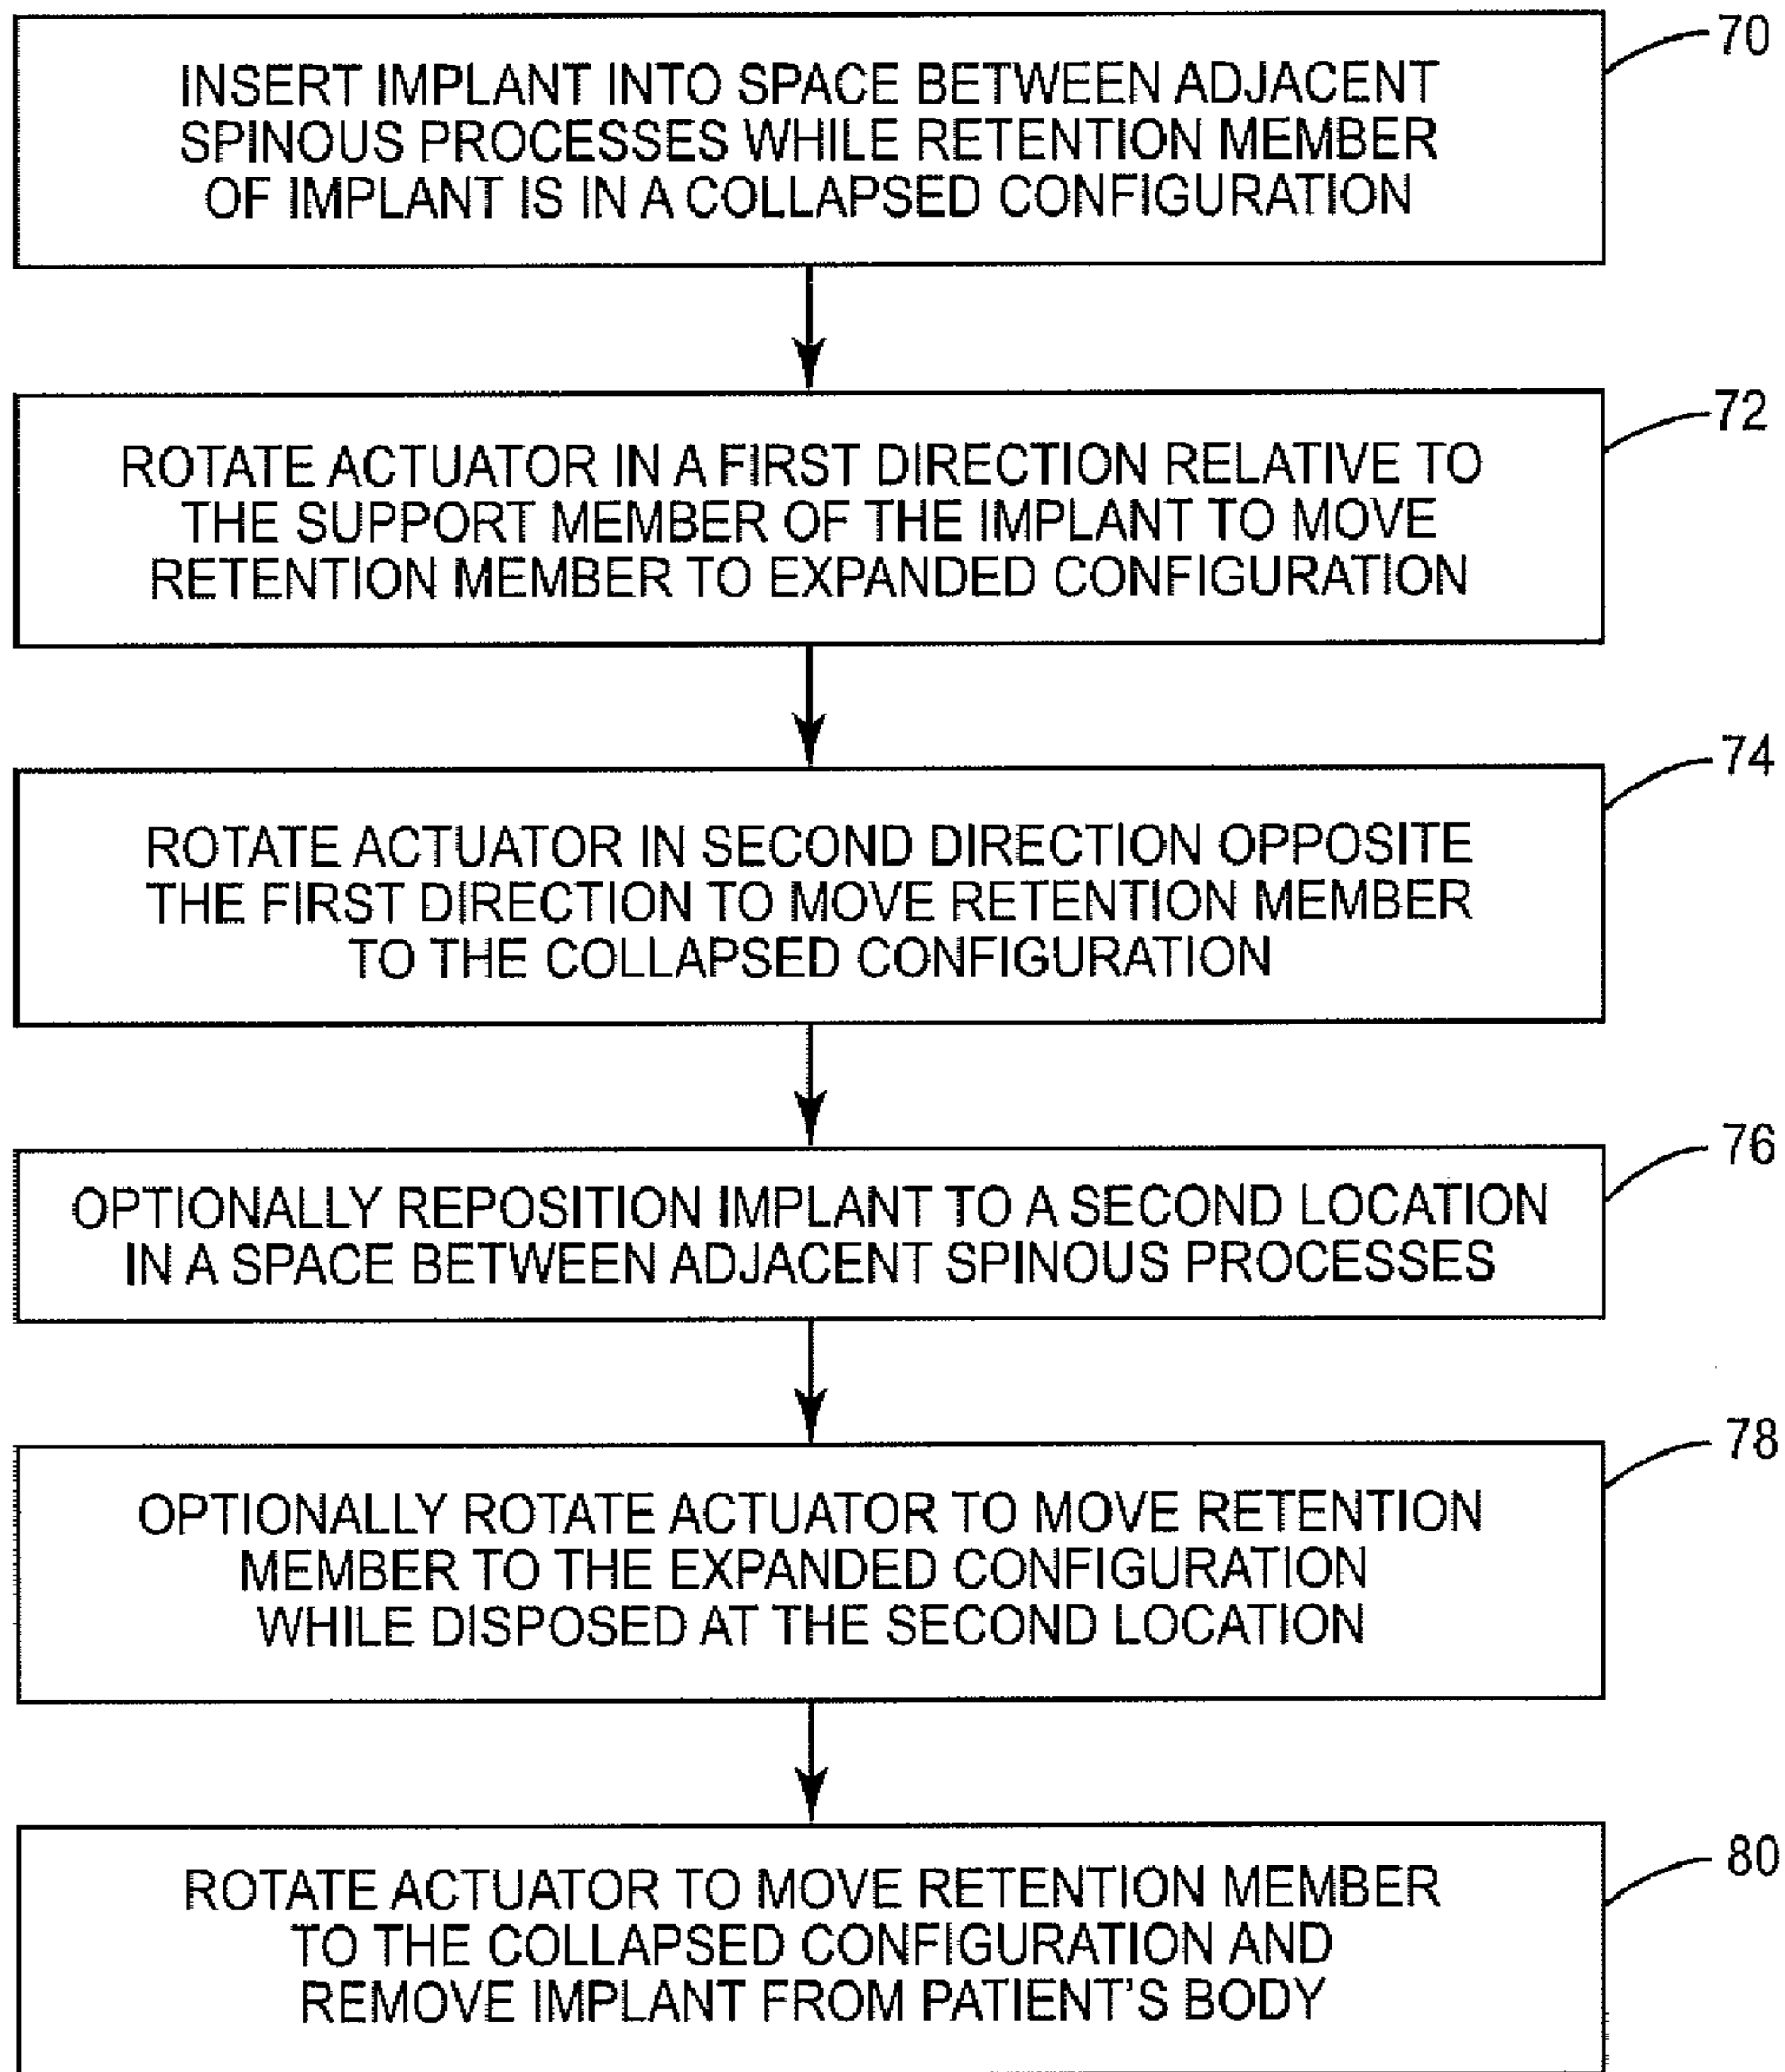 INSERT IMPLANT INTO SPACE BETWEEN ADJACENT
SPINOUS PROCESSES WHILE RETENTION MEMBER
OF IMPLANT IS IN A COLLAPSED CONFIGURATION
70
ROTATE ACTUATOR IN A FIRST DIRECTION RELATIVE TO
THE SUPPORT MEMBER OF THE IMPLANT TO MOVE
RETENTION MEMBER TO EXPANDED CONFIGURATION
72
ROTATE ACTUATOR IN SECOND DIRECTION OPPOSITE
THE FIRST DIRECTION TO MOVE RETENTION MEMBER
TO THE COLLAPSED CONFIGURATION
74
OPTIONALLY REPOSITION IMPLANT TO A SECOND LOCATION
IN A SPACE BETWEEN ADJACENT SPINOUS PROCESSES
76
OPTIONALLY ROTATE ACTUATOR TO MOVE RETENTION
MEMBER TO THE EXPANDED CONFIGURATION
WHILE DISPOSED AT THE SECOND LOCATION
78
ROTATE ACTUATOR TO MOVE RETENTION MEMBER
TO THE COLLAPSED CONFIGURATION AND
REMOVE IMPLANT FROM PATIENT'S BODY
80